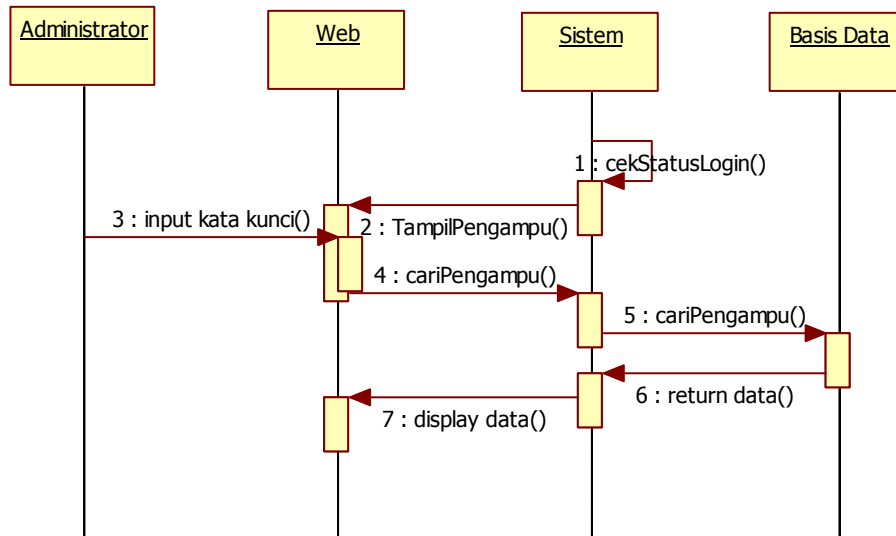 Administrator
Web
Sistem
Basis Data
1 : cekStatusLogin()
2 : TampilPengampu()
3 : input kata kunci()
4 : cariPengampu()
5 : cariPengampu()
6 : return data()
7 : display data()